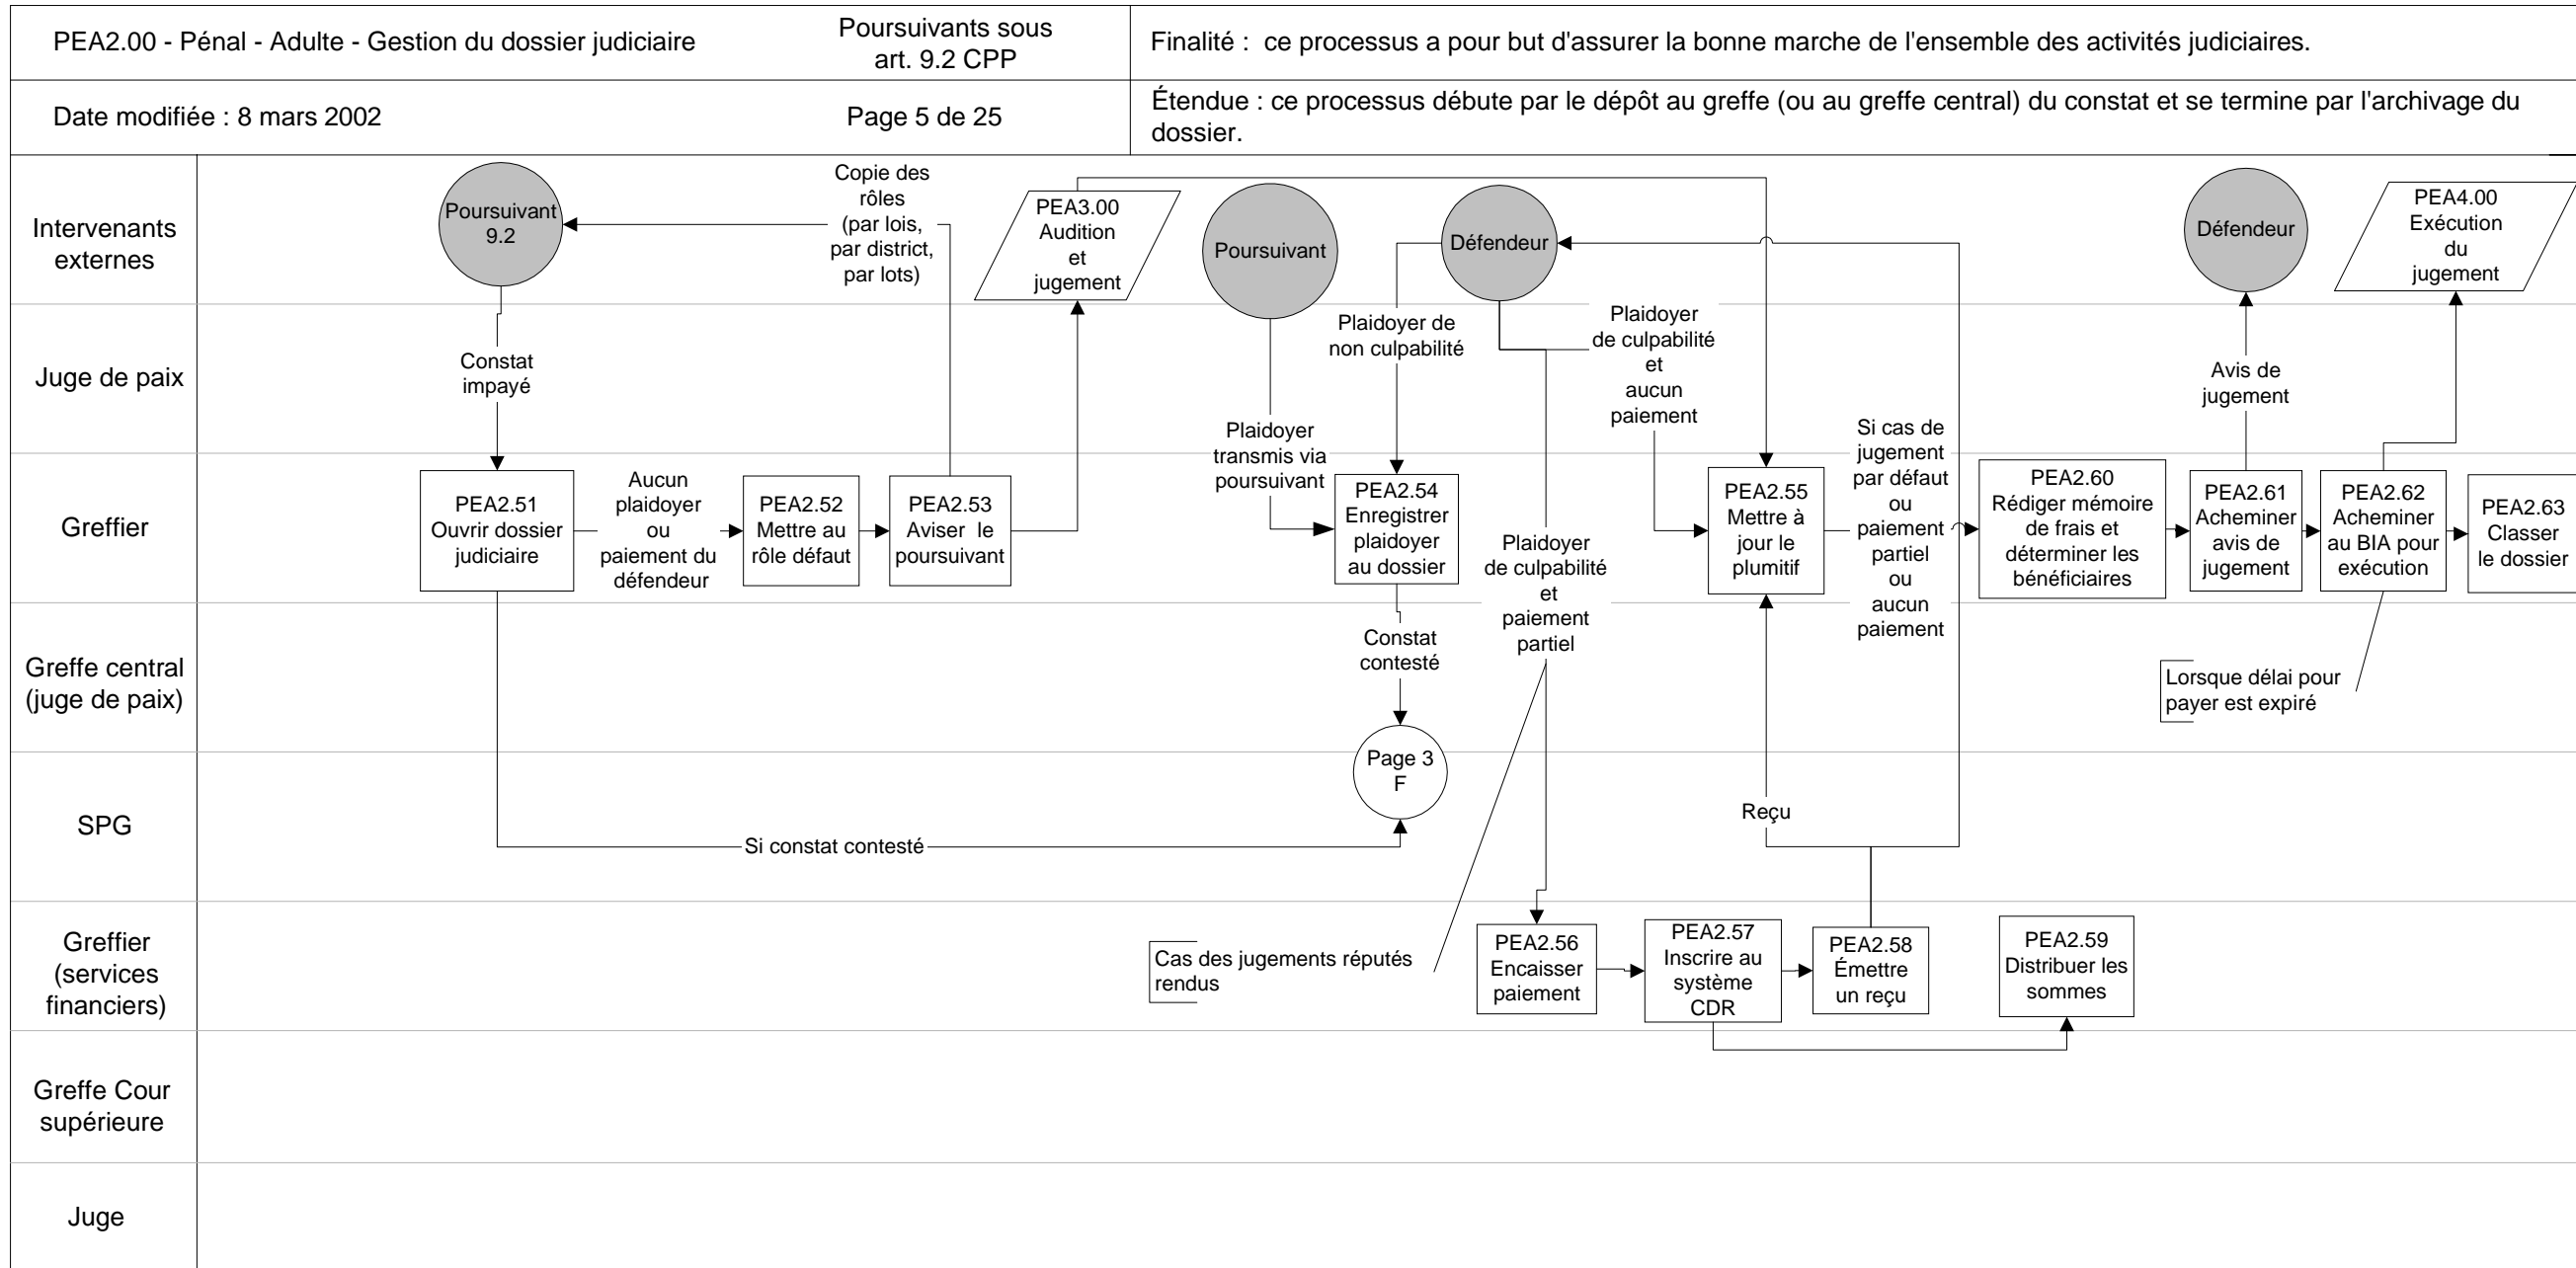 PEA2.00 - Pénal - Adulte - Gestion du dossier judiciaire
Poursuivants sous
art. 9.2 CPP
Finalité : ce processus a pour but d'assurer la bonne marche de l'ensemble des activités judiciaires.
Date modifiée : 8 mars 2002
Page 5 de 25
Étendue : ce processus débute par le dépôt au greffe (ou au greffe central) du constat et se termine par l'archivage du
dossier.
Intervenants
externes
Poursuivant
9.2
Copie des
rôles
(par lois,
par district,
par lots)
PEA3.00
Audition
et
jugement
Poursuivant
Défendeur
Défendeur
PEA4.00
Exécution
du
jugement
Juge de paix
Constat
impayé
Plaidoyer de
non culpabilité
Plaidoyer
de culpabilité
et
aucun
paiement
Avis de
jugement
Plaidoyer
transmis via
poursuivant
Si cas de
jugement
par défaut
ou
paiement
partiel
ou
aucun
paiement
Greffier
PEA2.51
Ouvrir dossier
judiciaire
Aucun
plaidoyer
ou
paiement du
défendeur
PEA2.52
Mettre au
rôle défaut
PEA2.53
Aviser le
poursuivant
PEA2.54
Enregistrer
plaidoyer
au dossier
Plaidoyer
de culpabilité
et
paiement
partiel
PEA2.55
Mettre à
jour le
plumitif
PEA2.60
Rédiger mémoire
de frais et
déterminer les
bénéficiaires
PEA2.61
Acheminer
avis de
jugement
PEA2.62
Acheminer
au BIA pour
exécution
PEA2.63
Classer
le dossier
Greffe central
(juge de paix)
Constat
contesté
Lorsque délai pour
payer est expiré
Page 3
F
SPG
Si constat contesté
Reçu
Greffier
(services
financiers)
Cas des jugements réputés
rendus
PEA2.56
Encaisser
paiement
PEA2.57
Inscrire au
système
CDR
PEA2.58
Émettre
un reçu
PEA2.59
Distribuer les
sommes
Greffe Cour
supérieure
Juge